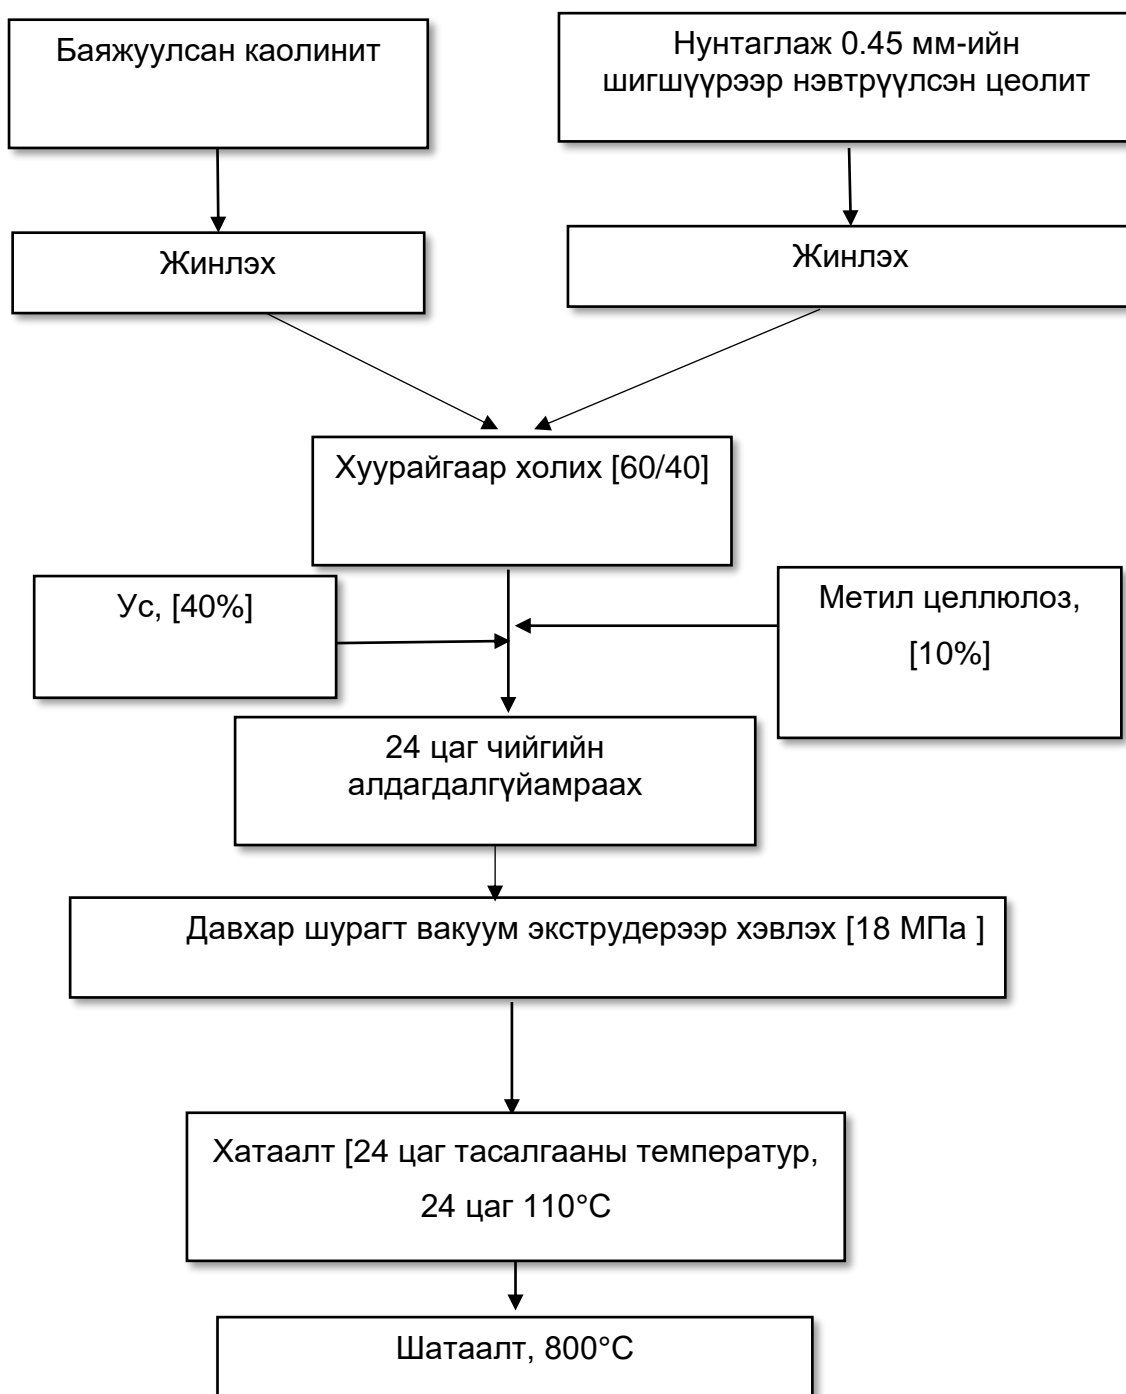 Баяжуулсан каолинит
Нунтаглаж 0.45 мм-ийн
шигшүүрээр нэвтрүүлсэн цеолит
Жинлэх
Жинлэх
Хуурайгаар холих [60/40]
Ус, [40%]
Метил целлюлоз,
[10%]
24 цаг чийгийн
алдагдалгүйамраах
Давхар шурагт вакуум экструдерээр хэвлэх [18 МПа ]
Хатаалт [24 цаг тасалгааны температур,
24 цаг 110°С
Шатаалт, 800°С